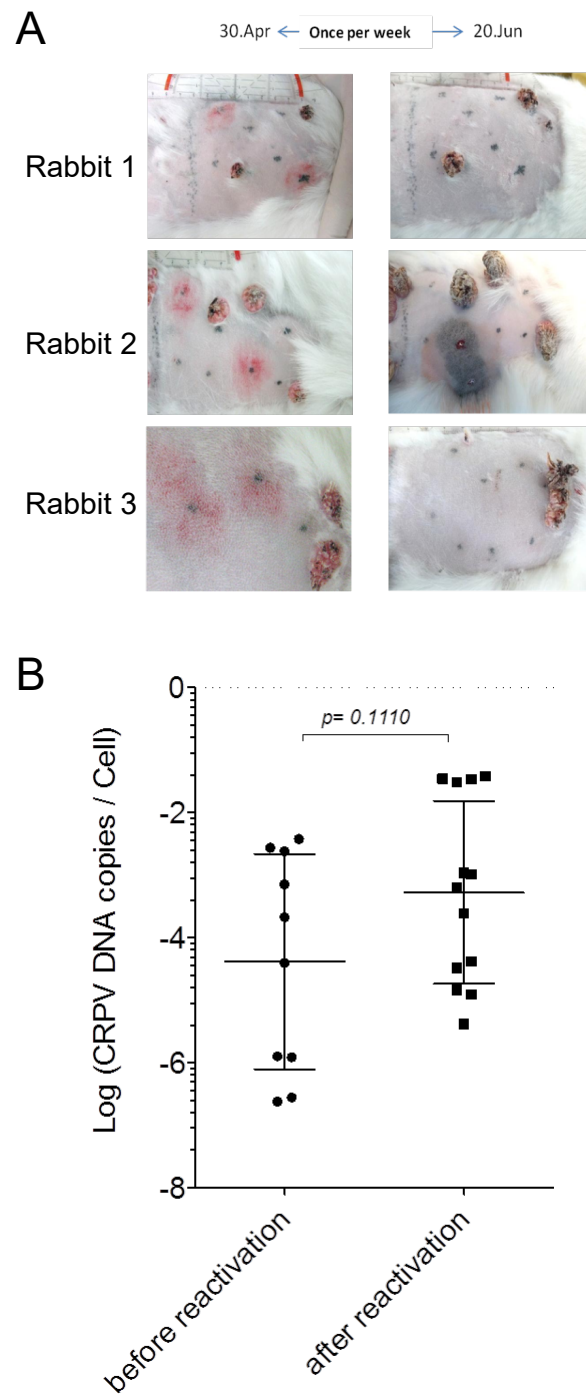 A
30.Apr Once per week 20.Jun
Rabbit 1
Rabbit 2
Rabbit 3
B
0
p= 0.1110
-2
-4
-6
-8
Log (CRPV DNA copies / Cell)
before reactivation
after reactivation